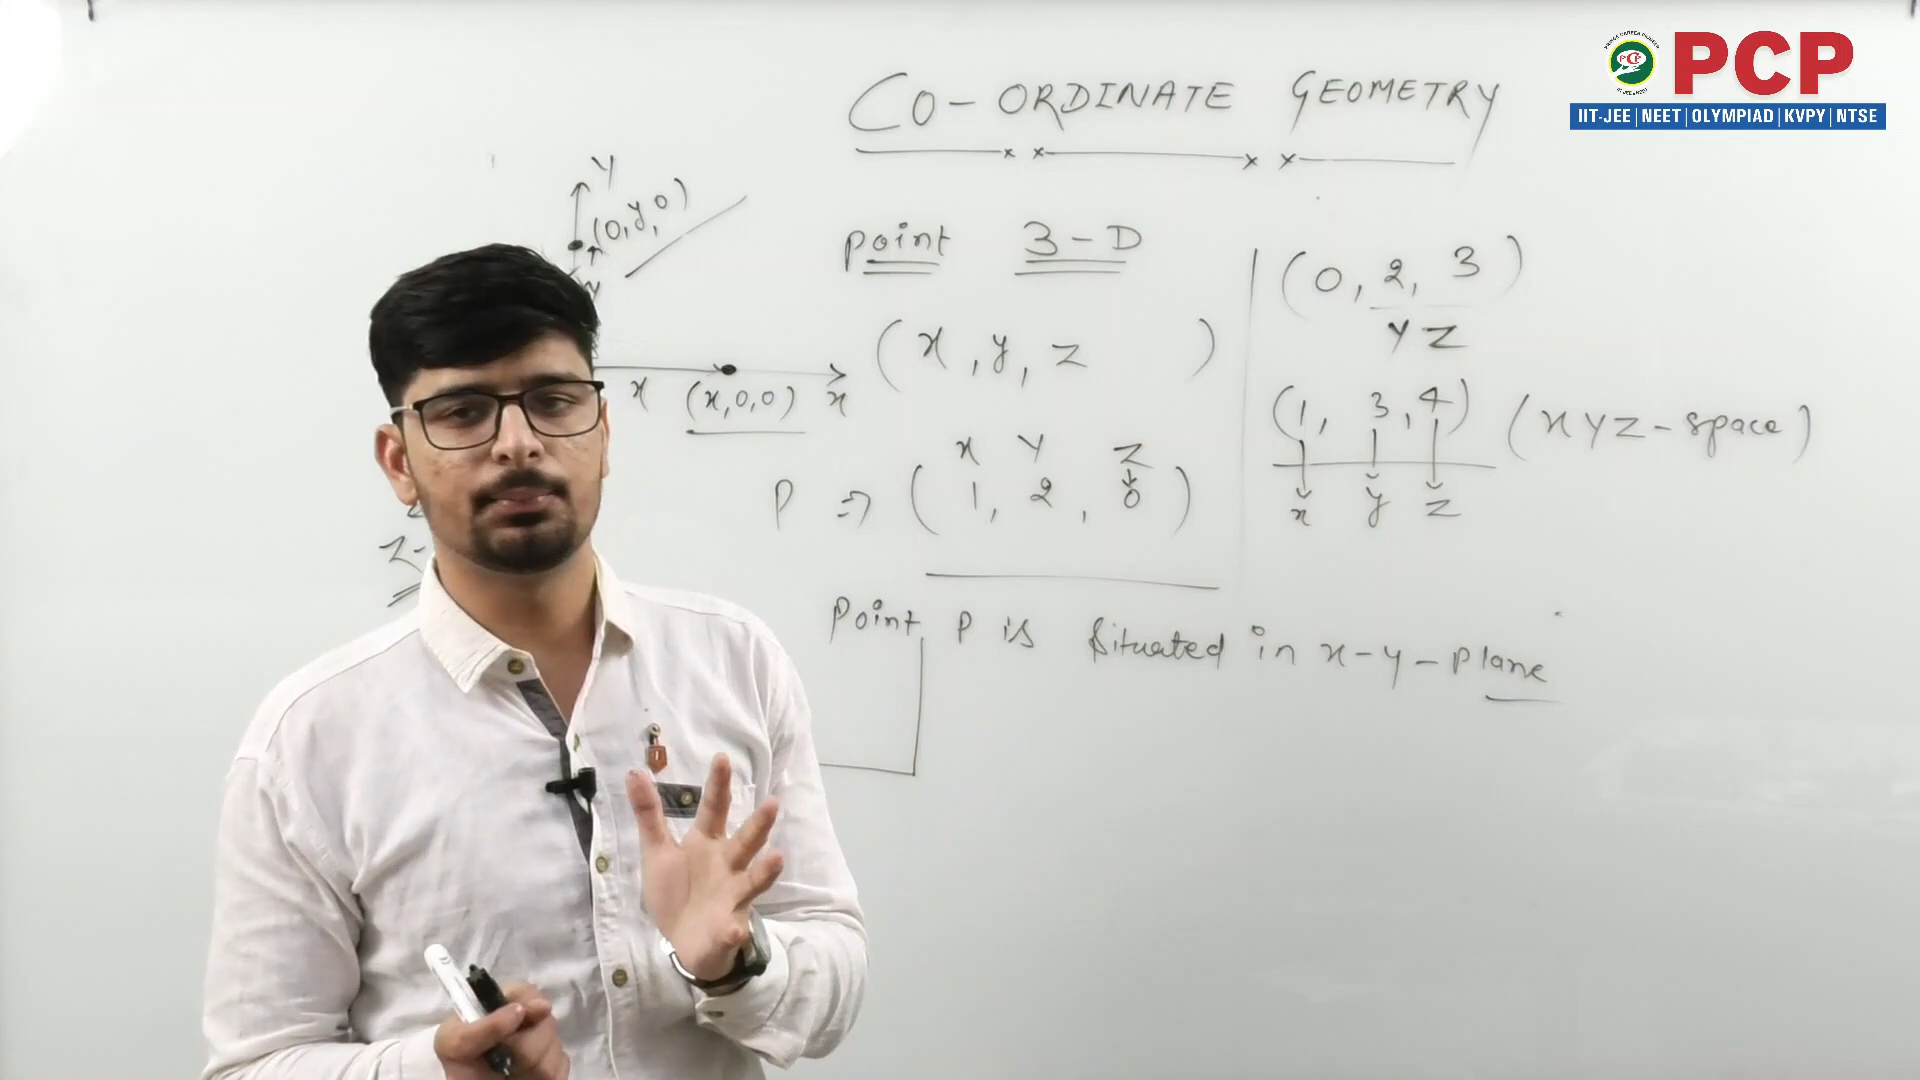 PCP
IIT-JEE | NEET | OLYMPIAD | KVPY | NTSE
CO-ORDINATE GEOMETRY
Y
(0,y,0)
y
x (x,0,0) x
Z-
Point 3-D
(x, y, z )
x y z
P => (1, 2, 0)
Point P is situated in x-y-plane
(0, 2, 3)
YZ
(1, 3, 4) (XYZ-space)
x y z